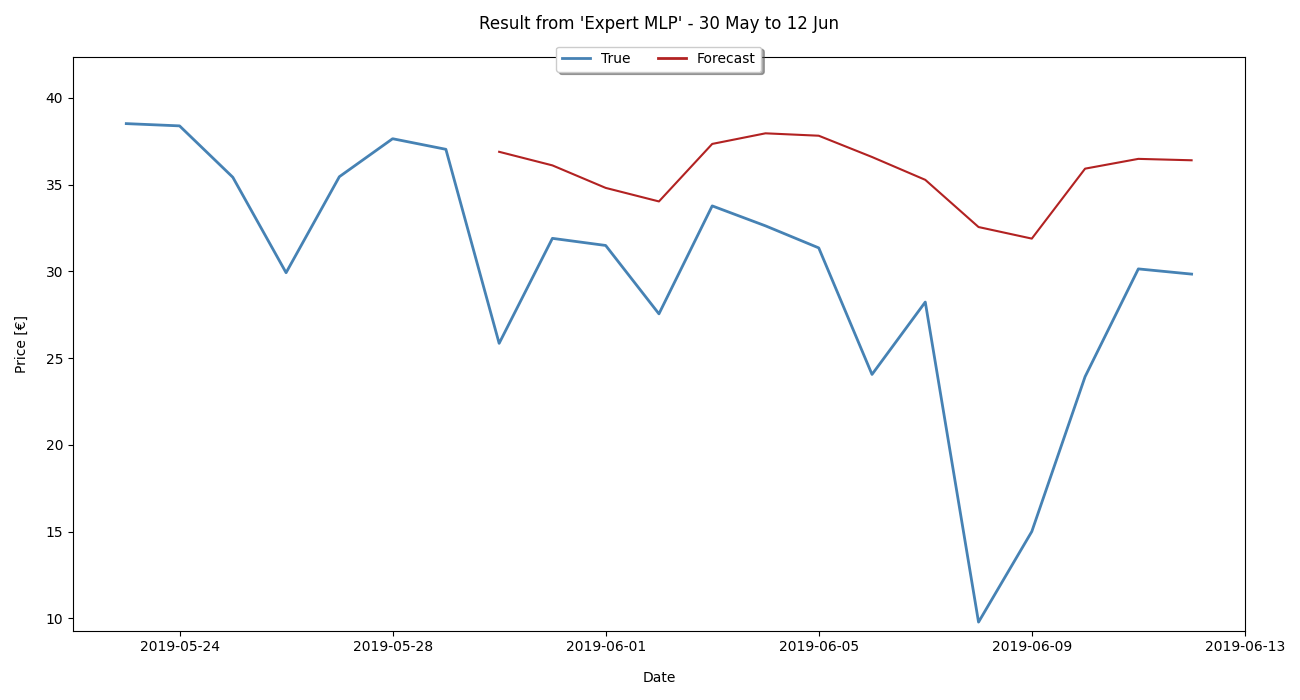 Result from 'Expert MLP' - 30 May to 12 Jun
True Forecast
Price [€]
40
35
30
25
20
15
10
2019-05-24 2019-05-28 2019-06-01 2019-06-05 2019-06-09 2019-06-13
Date